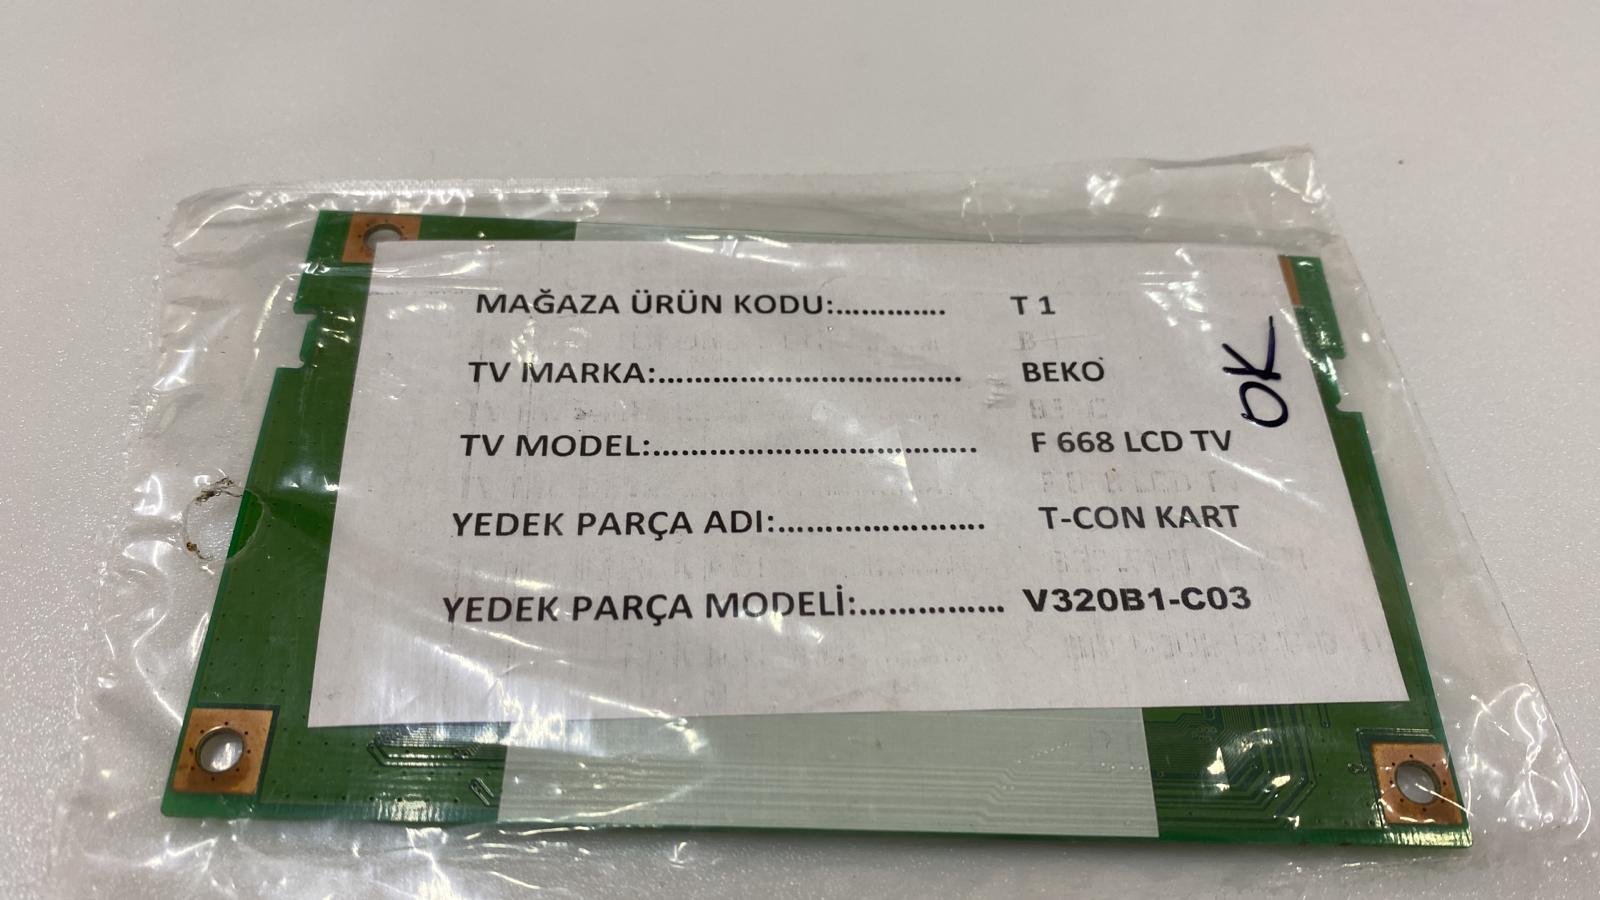 MAĞAZA ÜRÜN KODU:............. T 1
TV MARKA:................................... BEKO
TV MODEL:.................................... F 668 LCD TV
YEDEK PARÇA ADI:....................... T-CON KART
YEDEK PARÇA MODELİ:................ V320B1-C03
OK